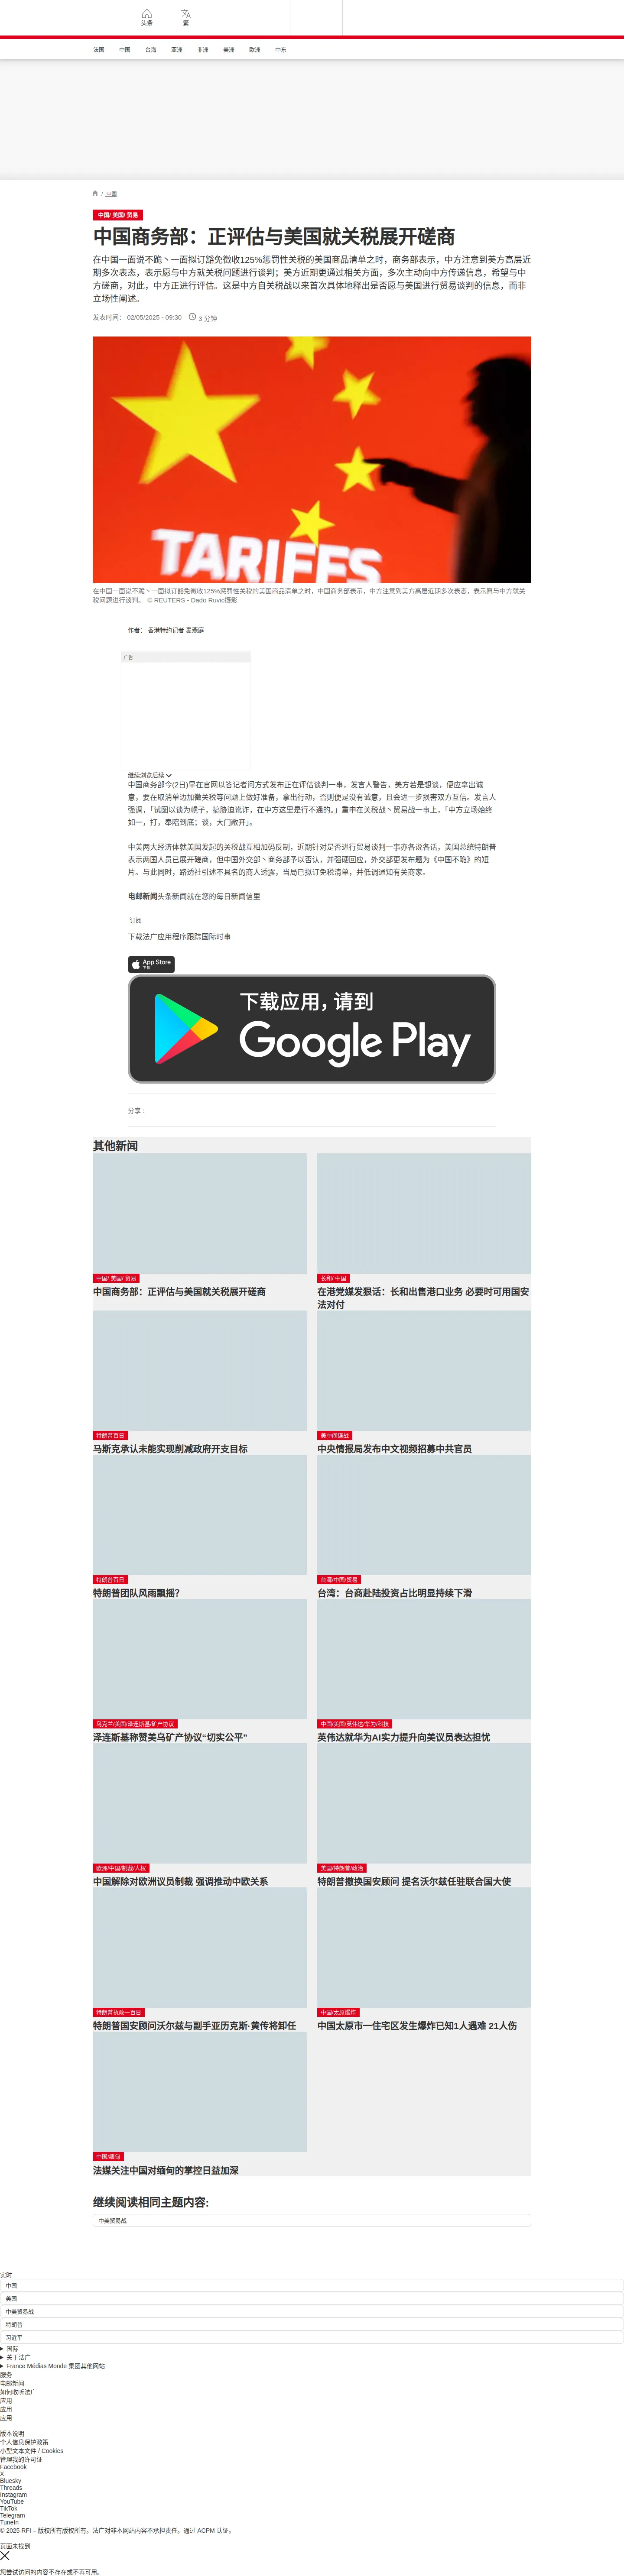 头条
繁
法国
中国
台海
亚洲
非洲
美洲
欧洲
中东
/ 中国
中国/ 美国/ 贸易
中国商务部：正评估与美国就关税展开磋商
在中国一面说不跪丶一面拟订豁免徵收125%惩罚性关税的美国商品清单之时，商务部表示，中方注意到美方高层近
期多次表态，表示愿与中方就关税问题进行谈判；美方近期更通过相关方面，多次主动向中方传递信息，希望与中
方磋商，对此，中方正进行评估。这是中方自关税战以来首次具体地释出是否愿与美国进行贸易谈判的信息，而非
立场性阐述。
发表时间： 02/05/2025 - 09:30
3 分钟
TARIFFS
在中国一面说不跪丶一面拟订豁免徵收125%惩罚性关税的美国商品清单之时，中国商务部表示，中方注意到美方高层近期多次表态，表示愿与中方就关
税问题进行谈判。 © REUTERS - Dado Ruvic摄影
作者： 香港特约记者 麦燕庭
广告
继续浏览后续
中国商务部今(2日)早在官网以答记者问方式发布正在评估谈判一事，发言人警告，美方若是想谈，便应拿出诚
意，要在取消单边加徵关税等问题上做好准备，拿出行动，否则便是没有诚意，且会进一步损害双方互信。发言人
强调，「试图以谈为幌子，搞胁迫讹诈，在中方这里是行不通的。」重申在关税战丶贸易战一事上，「中方立场始终
如一，打，奉陪到底；谈，大门敞开」。
中美两大经济体就美国发起的关税战互相加码反制，近期针对是否进行贸易谈判一事亦各说各话，美国总统特朗普
表示两国人员已展开磋商，但中国外交部丶商务部予以否认，并强硬回应，外交部更发布题为《中国不跪》的短
片。与此同时，路透社引述不具名的商人透露，当局已拟订免税清单，并低调通知有关商家。
电邮新闻头条新闻就在您的每日新闻信里
订阅
下载法广应用程序跟踪国际时事
App Store
下载
下载应用，请到
Google Play
分享 :
其他新闻
中国/ 美国/ 贸易
中国商务部：正评估与美国就关税展开磋商
长和/ 中国
在港党媒发狠话：长和出售港口业务 必要时可用国安
法对付
特朗普百日
马斯克承认未能实现削减政府开支目标
美中间谍战
中央情报局发布中文视频招募中共官员
特朗普百日
特朗普团队风雨飘摇？
台湾/中国/贸易
台湾：台商赴陆投资占比明显持续下滑
乌克兰/美国/泽连斯基/矿产协议
泽连斯基称赞美乌矿产协议“切实公平”
中国/美国/英伟达/华为/科技
英伟达就华为AI实力提升向美议员表达担忧
欧洲/中国/制裁/人权
中国解除对欧洲议员制裁 强调推动中欧关系
美国/特朗普/政治
特朗普撤换国安顾问 提名沃尔兹任驻联合国大使
特朗普执政一百日
特朗普国安顾问沃尔兹与副手亚历克斯·黄传将卸任
中国/太原爆炸
中国太原市一住宅区发生爆炸已知1人遇难 21人伤
中国/缅甸
法媒关注中国对缅甸的掌控日益加深
继续阅读相同主题内容:
中美贸易战
实时
中国
美国
中美贸易战
特朗普
习近平
国际
关于法广
France Médias Monde 集团其他网站
服务
电邮新闻
如何收听法广
应用
应用
应用
版本说明
个人信息保护政策
小型文本文件 / Cookies
管理我的许可证
Facebook
X
Bluesky
Threads
Instagram
YouTube
TikTok
Telegram
TuneIn
© 2025 RFI – 版权所有版权所有。法广对非本网站内容不承担责任。通过 ACPM 认证。
页面未找到
您尝试访问的内容不存在或不再可用。